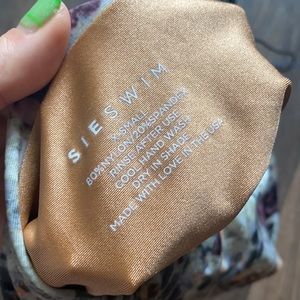 SIE SWIM
X-SMALL
80%NYLON/20%SPANDEX
RINSE AFTER USE
COOL HAND WASH
DRY IN SHADE
MADE WITH LOVE IN THE USA